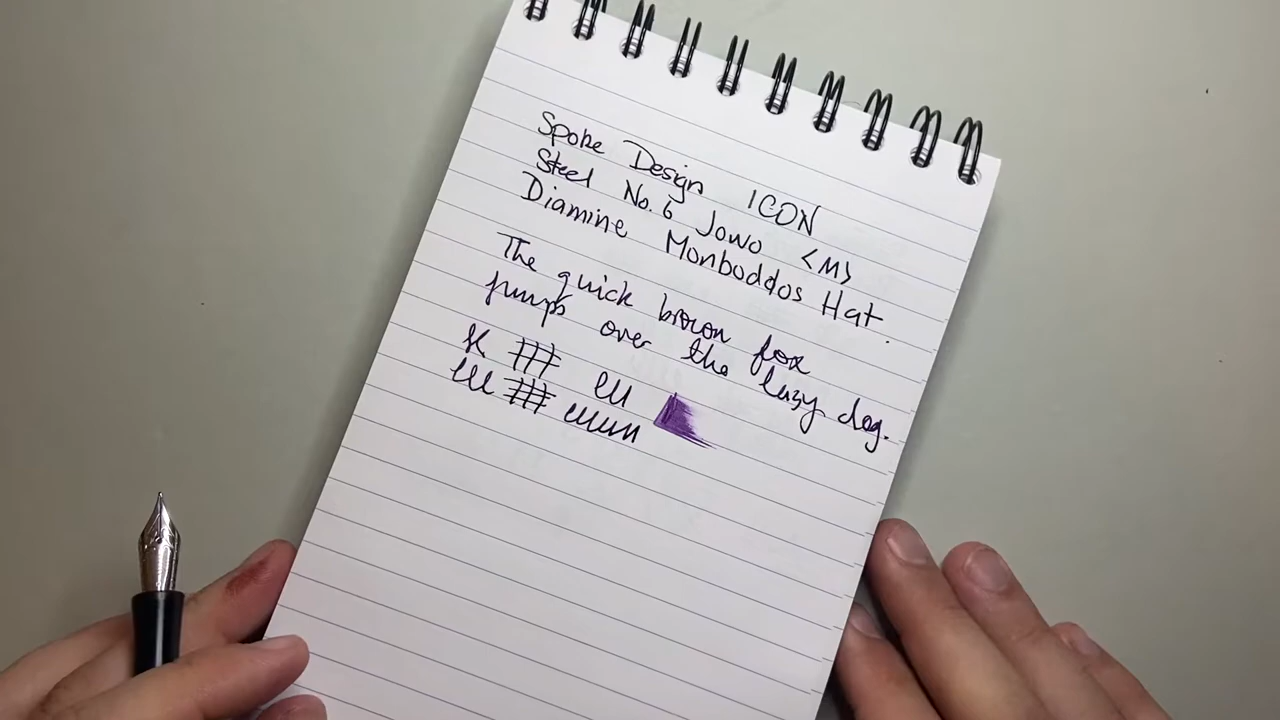 Spoke Design ICON
Steel No. 6 Jowo <M>
Diamine Monboddos Hat
The quick brown fox
jumps over the lazy dog.